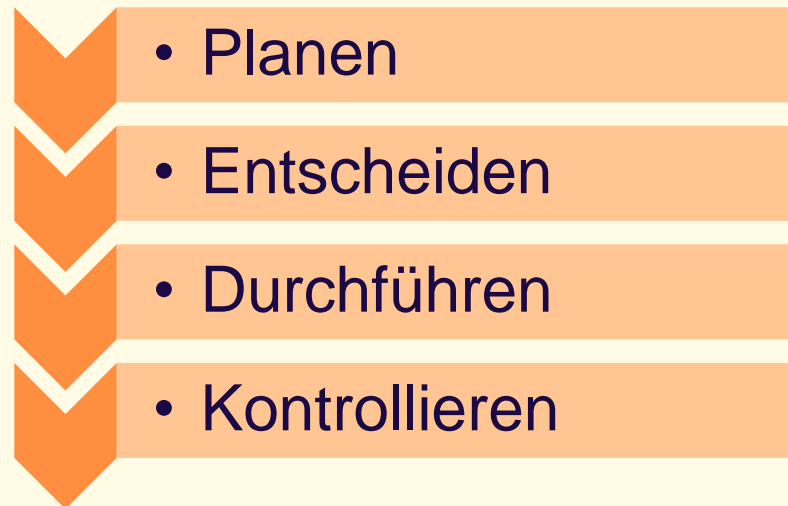 • Planen
• Entscheiden
• Durchführen
• Kontrollieren